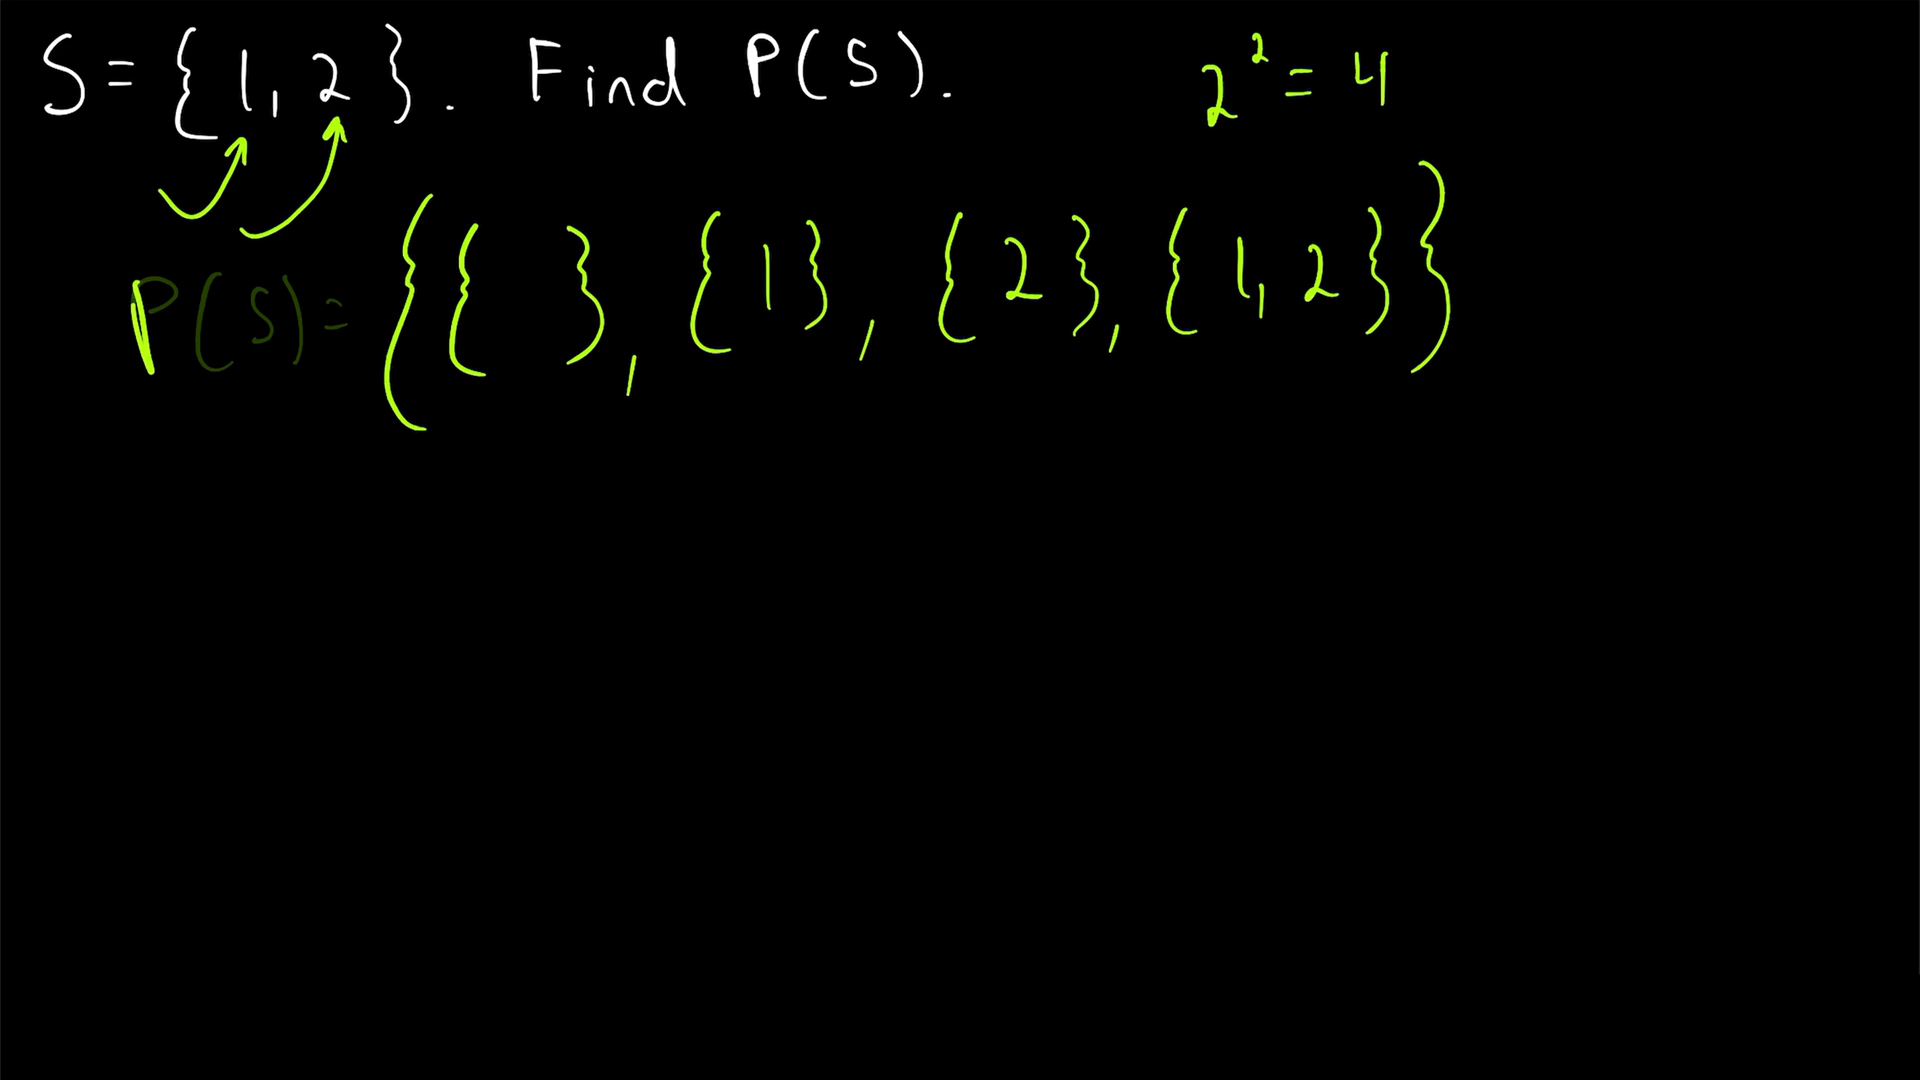 S = {1, 2}. Find P(S). 2² = 4
P(S) = {{ }, {1}, {2}, {1, 2}}